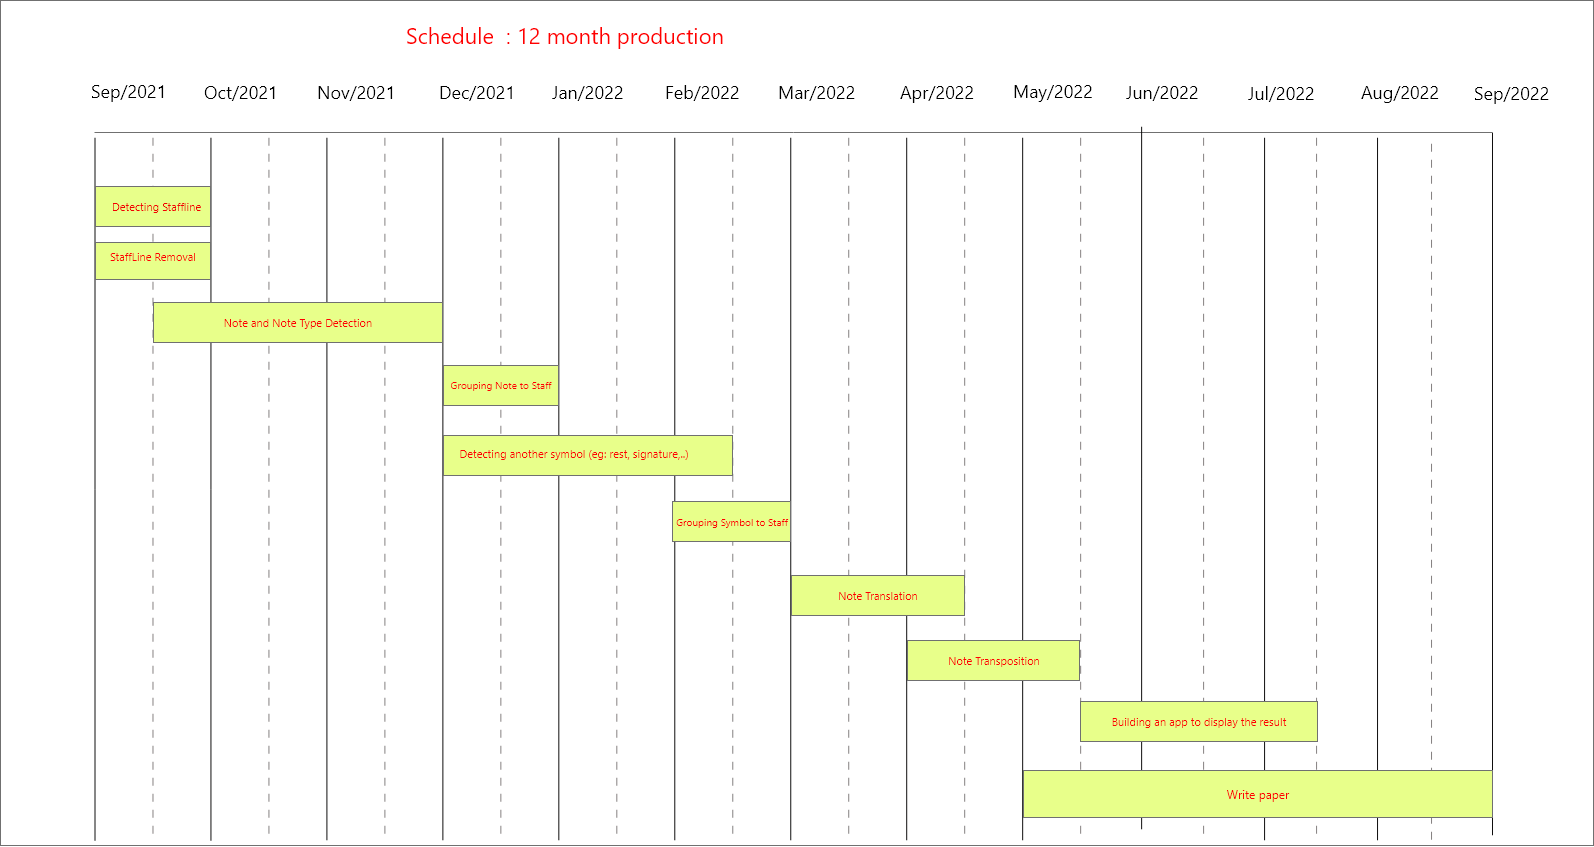 Schedule  : 12 month production
Sep/2021 Oct/2021 Nov/2021 Dec/2021 Jan/2022 Feb/2022 Mar/2022 Apr/2022 May/2022 Jun/2022 Jul/2022 Aug/2022 Sep/2022
Detecting Staffline
StaffLine Removal
Note and Note Type Detection
Grouping Note to Staff
Detecting another symbol (eg: rest, signature,..)
Grouping Symbol to Staff
Note Translation
Note Transposition
Building an app to display the result
Write paper